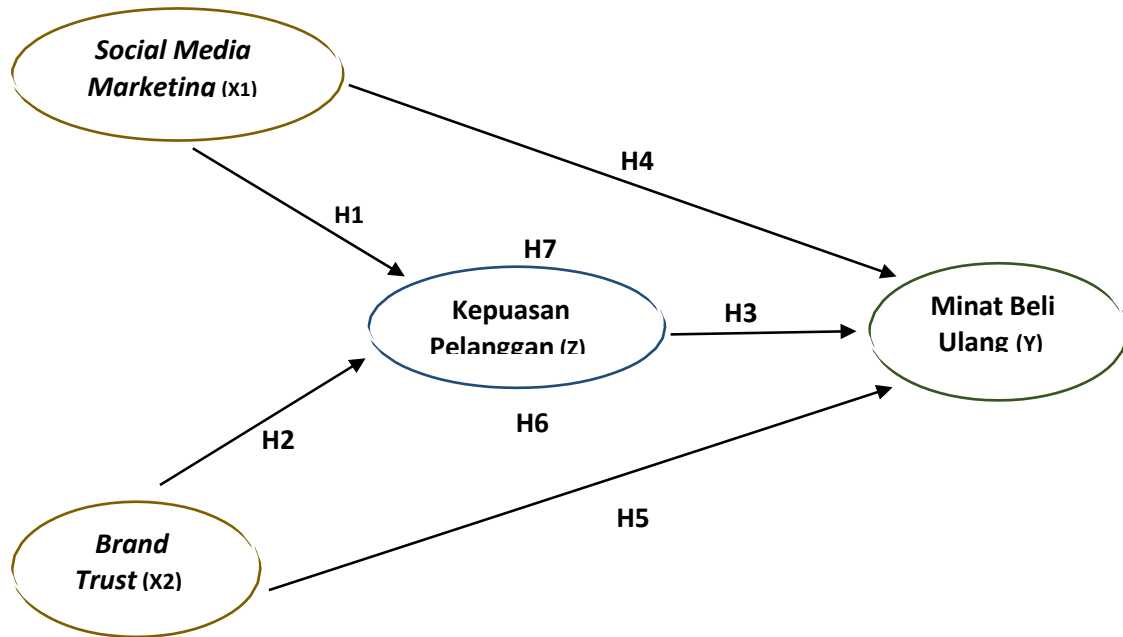 Social Media
Marketing (X1)
H4
H1
H7
Kepuasan
Pelanggan (Z)
H3
Minat Beli
Ulang (Y)
H6
H2
H5
Brand
Trust (X2)